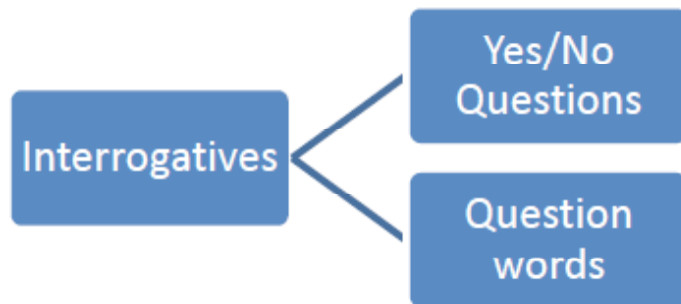 Interrogatives
Yes/No
Questions
Question
words